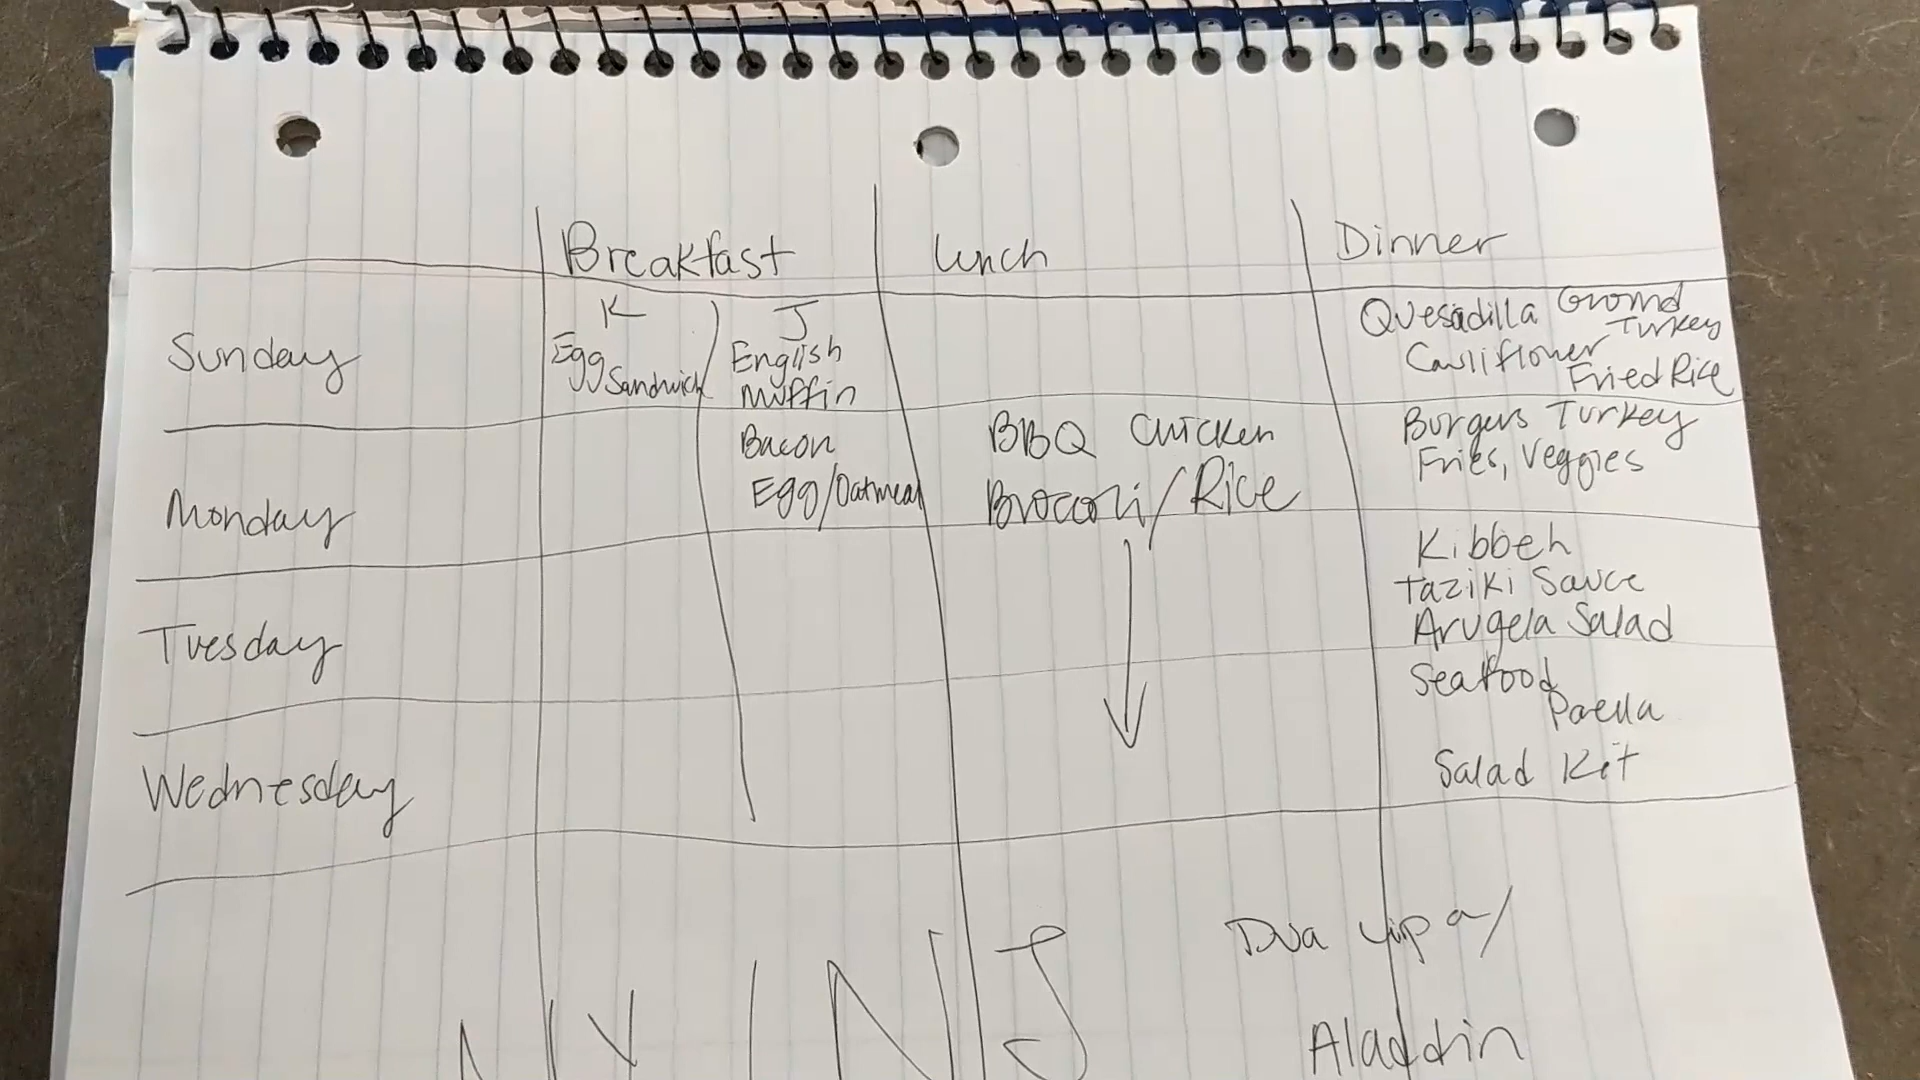 Breakfast Lunch Dinner
Sunday
K
Egg
Sandwich
J
English
Muffin
Quesadilla Ground
Turkey
Cauliflower
Fried Rice
Monday
Bacon
Egg/Oatmeal
BBQ Chicken
Broccoli/Rice
Burgers Turkey
Fries, Veggies
Tuesday
Kibbeh
Taziki Sauce
Arugela Salad
Wednesday
Seafood
Paella
Salad Kit
NY/NJ
Dua Lipa/
Aladdin